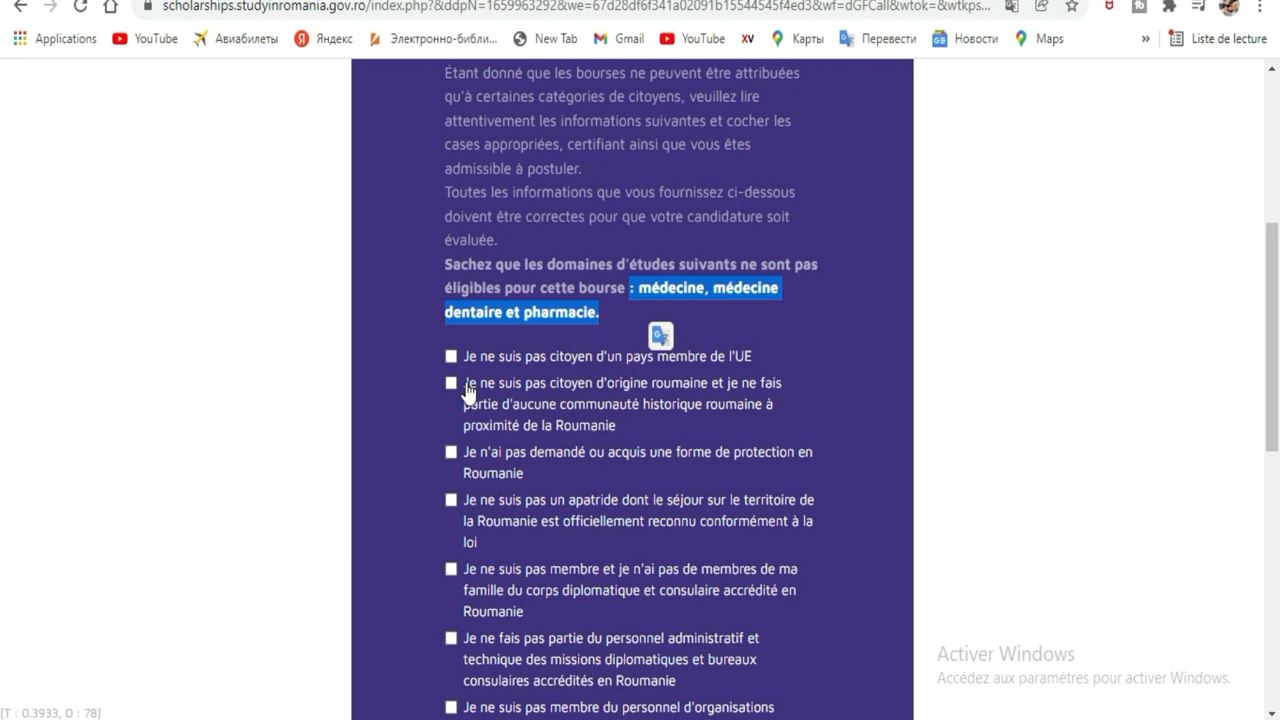 scholarships.studyinromania.gov.ro/index.php?&ddpN=1659963292&we=67d28df6f341a02091b15544545f4ed3&wf=dGFCall&wtok=&wtkps...
Applications YouTube Авиабилеты Яндекс Электронно-библи... New Tab Gmail YouTube XV Карты Перевести Новости Maps » Liste de lecture
Étant donné que les bourses ne peuvent être attribuées
qu'à certaines catégories de citoyens, veuillez lire
attentivement les informations suivantes et cocher les
cases appropriées, certifiant ainsi que vous êtes
admissible à postuler.
Toutes les informations que vous fournissez ci-dessous
doivent être correctes pour que votre candidature soit
évaluée.
Sachez que les domaines d'études suivants ne sont pas
éligibles pour cette bourse : médecine, médecine
dentaire et pharmacie.
Je ne suis pas citoyen d'un pays membre de l'UE
Je ne suis pas citoyen d'origine roumaine et je ne fais
partie d'aucune communauté historique roumaine à
proximité de la Roumanie
Je n'ai pas demandé ou acquis une forme de protection en
Roumanie
Je ne suis pas un apatride dont le séjour sur le territoire de
la Roumanie est officiellement reconnu conformément à la
loi
Je ne suis pas membre et je n'ai pas de membres de ma
famille du corps diplomatique et consulaire accrédité en
Roumanie
Je ne fais pas partie du personnel administratif et
technique des missions diplomatiques et bureaux
consulaires accrédités en Roumanie
Je ne suis pas membre du personnel d'organisations
Activer Windows
Accédez aux paramètres pour activer Windows.
[T : 0.3933, O : 78]